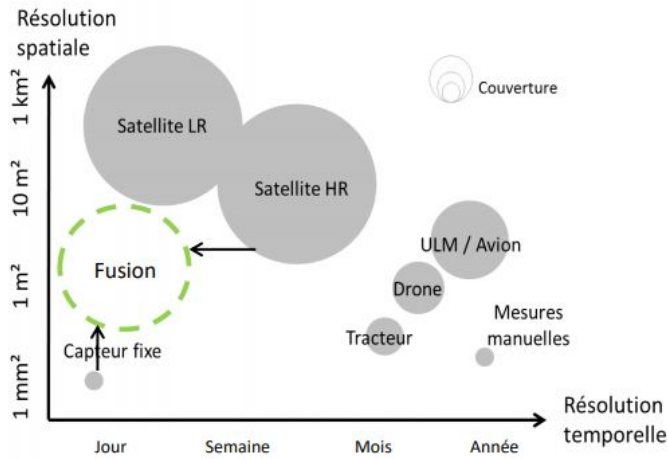 Résolution
spatiale
1 km²
10 m²
1 m²
1 mm²
Couverture
Satellite LR
Satellite HR
ULM / Avion
Fusion
Drone
Mesures
manuelles
Tracteur
Capteur fixe
Résolution
temporelle
Jour
Semaine
Mois
Année